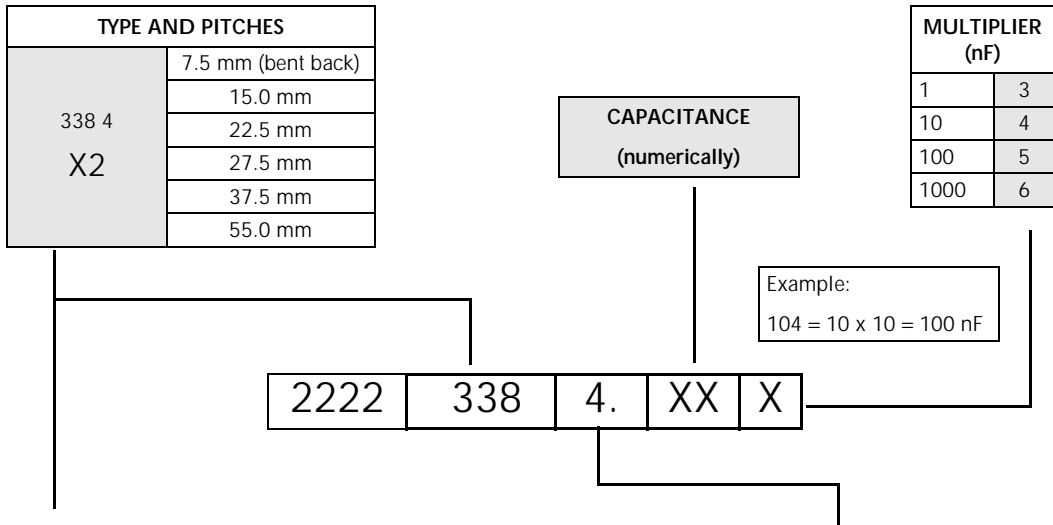 TYPE AND PITCHES
338 4
X2
7.5 mm (bent back)
15.0 mm
22.5 mm
27.5 mm
37.5 mm
55.0 mm
CAPACITANCE
(numerically)
MULTIPLIER
(nF)
1 3
10 4
100 5
1000 6
Example:
104 = 10 x 10 = 100 nF
2222 338 4. XX X